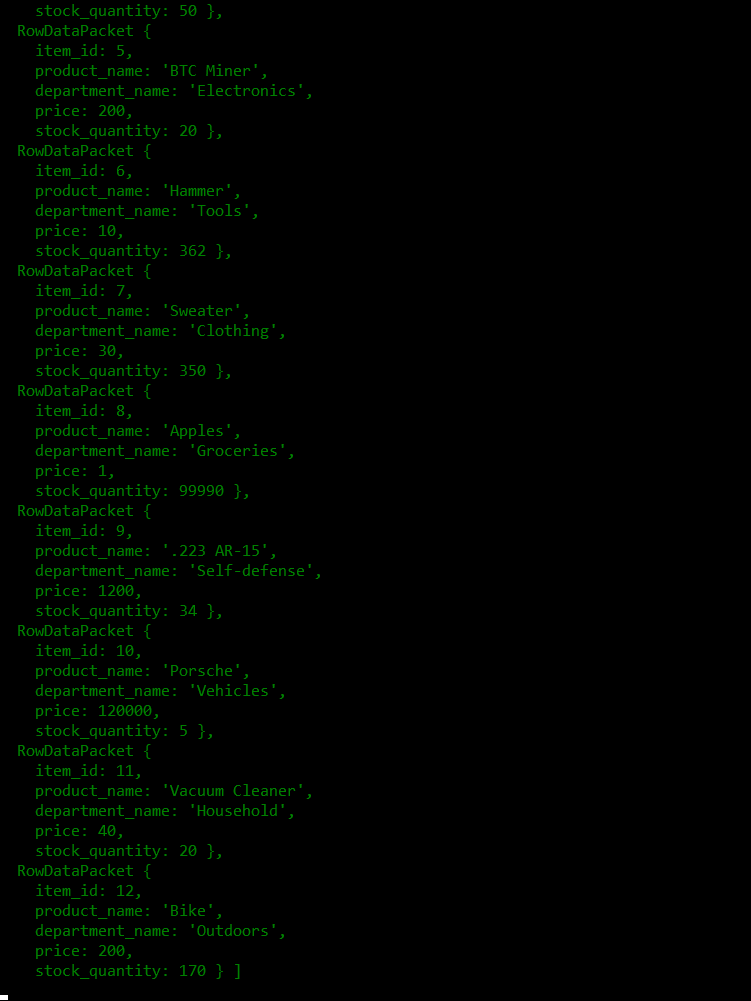 stock_quantity: 50 },
RowDataPacket {
item_id: 5,
product_name: 'BTC Miner',
department_name: 'Electronics',
price: 200,
stock_quantity: 20 },
RowDataPacket {
item_id: 6,
product_name: 'Hammer',
department_name: 'Tools',
price: 10,
stock_quantity: 362 },
RowDataPacket {
item_id: 7,
product_name: 'Sweater',
department_name: 'Clothing',
price: 30,
stock_quantity: 350 },
RowDataPacket {
item_id: 8,
product_name: 'Apples',
department_name: 'Groceries',
price: 1,
stock_quantity: 99990 },
RowDataPacket {
item_id: 9,
product_name: '.223 AR-15',
department_name: 'Self-defense',
price: 1200,
stock_quantity: 34 },
RowDataPacket {
item_id: 10,
product_name: 'Porsche',
department_name: 'Vehicles',
price: 120000,
stock_quantity: 5 },
RowDataPacket {
item_id: 11,
product_name: 'Vacuum Cleaner',
department_name: 'Household',
price: 40,
stock_quantity: 20 },
RowDataPacket {
item_id: 12,
product_name: 'Bike',
department_name: 'Outdoors',
price: 200,
stock_quantity: 170 } ]